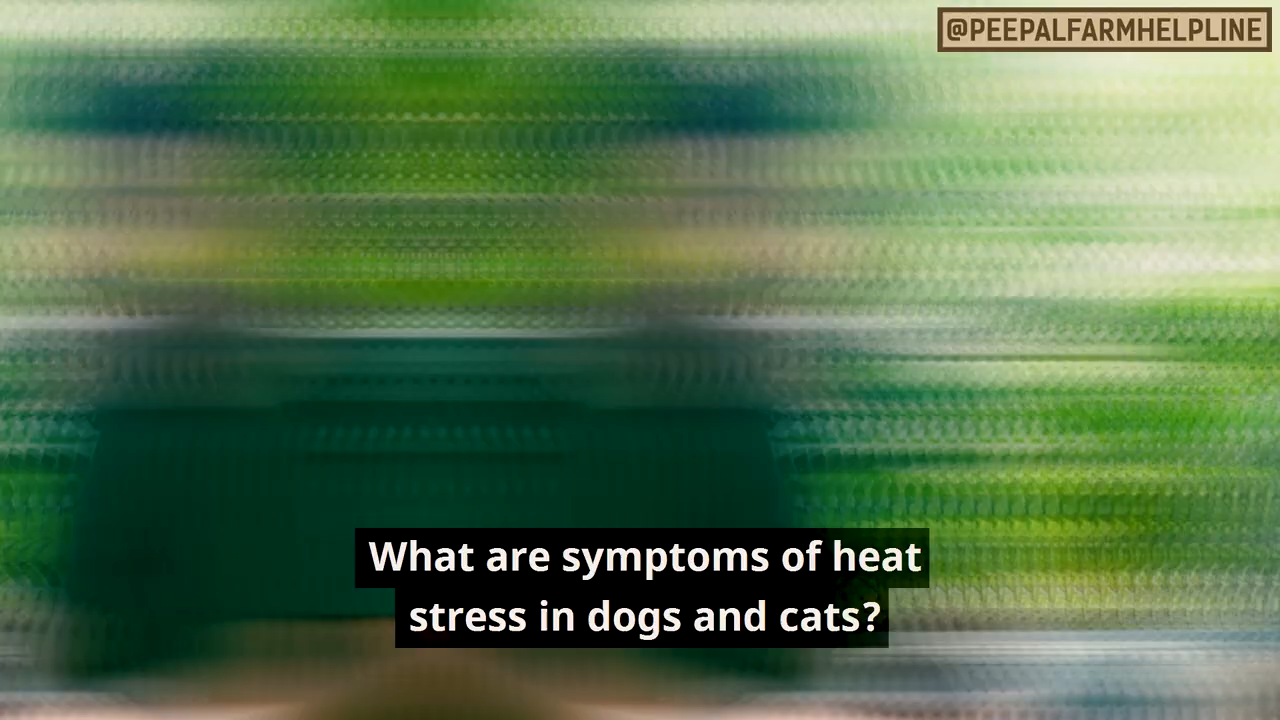 @PEEPALFARMHELPLINE
What are symptoms of heat
stress in dogs and cats?